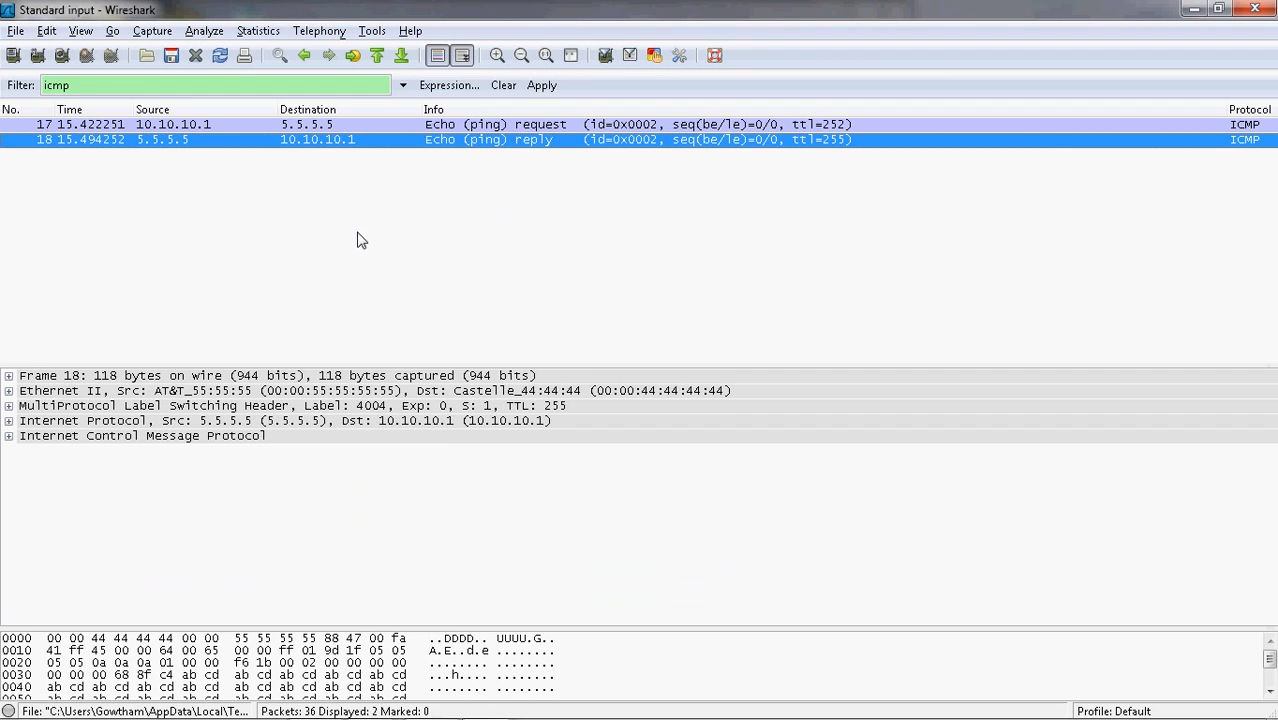 Standard input - Wireshark
File Edit View Go Capture Analyze Statistics Telephony Tools Help
Filter: icmp Expression... Clear Apply
No. Time Source Destination Info Protocol
17 15.422251 10.10.10.1 5.5.5.5 Echo (ping) request (id=0x0002, seq(be/le)=0/0, ttl=252) ICMP
18 15.494252 5.5.5.5 10.10.10.1 Echo (ping) reply (id=0x0002, seq(be/le)=0/0, ttl=255) ICMP
Frame 18: 118 bytes on wire (944 bits), 118 bytes captured (944 bits)
Ethernet II, Src: AT&T_55:55:55 (00:00:55:55:55:55), Dst: Castelle_44:44:44 (00:00:44:44:44:44)
MultiProtocol Label Switching Header, Label: 4004, Exp: 0, S: 1, TTL: 255
Internet Protocol, Src: 5.5.5.5 (5.5.5.5), Dst: 10.10.10.1 (10.10.10.1)
Internet Control Message Protocol
0000 00 00 44 44 44 44 00 00 55 55 55 55 88 47 00 fa ..DDDD.. UUUU.G..
0010 41 ff 45 00 00 64 00 65 00 00 ff 01 9d 1f 05 05 A.E..d.e ........
0020 05 05 0a 0a 0a 01 00 00 f6 1b 00 02 00 00 00 00 ........ ........
0030 00 00 00 68 8f c4 ab cd ab cd ab cd ab cd ab cd ...h.... ........
0040 ab cd ab cd ab cd ab cd ab cd ab cd ab cd ab cd ........ ........
File: "C:\Users\Gowtham\AppData\Local\Te... Packets: 36 Displayed: 2 Marked: 0 Profile: Default